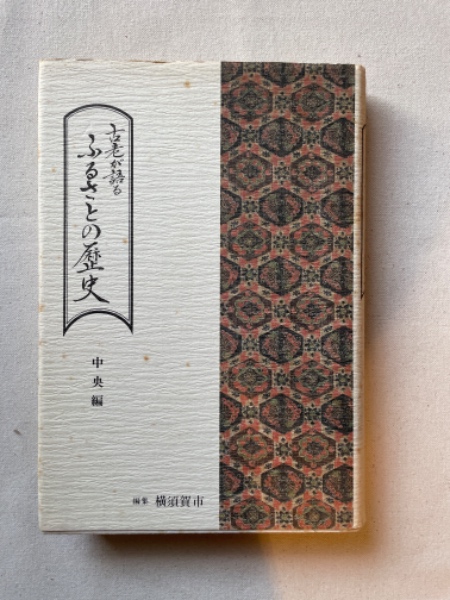 古老が語る
ふるさとの歴史
中央編
編集 横須賀市